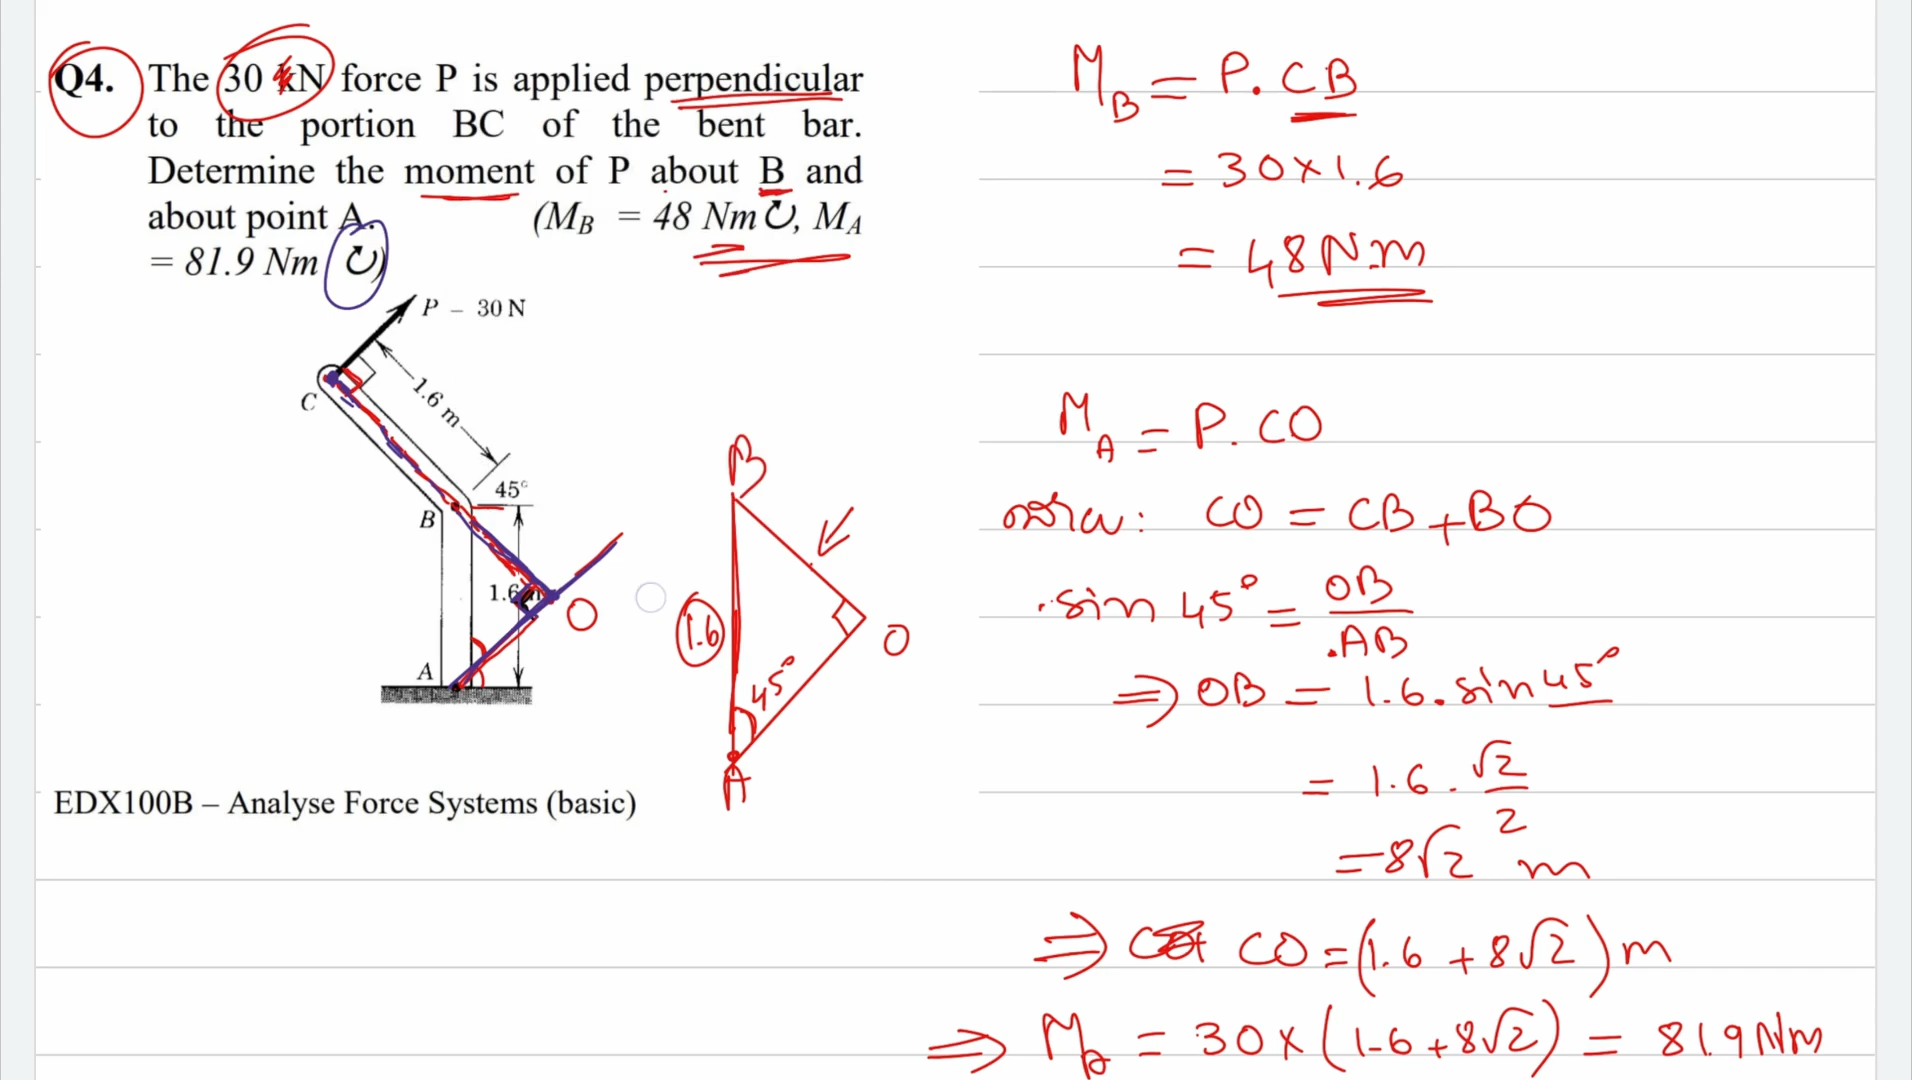 Q4. The 30 kN force P is applied perpendicular
to the portion BC of the bent bar.
Determine the moment of P about B and
about point A. (MB = 48 Nm ↻, MA
= 81.9 Nm ↻)
P - 30 N
C
1.6 m
45°
B
1.6 m
O
A
B
1.6
45°
O
A
EDX100B – Analyse Force Systems (basic)
MB = P. CB
= 30×1.6
= 48 N.m
MA = P. CO
CO = CB + BO
sin 45° = OB/AB
⇒ OB = 1.6. sin 45°
= 1.6 . √2/2
= 8√2 m
⇒ CO = (1.6 + 8√2) m
⇒ MA = 30 × (1.6 + 8√2) = 81.9 Nm